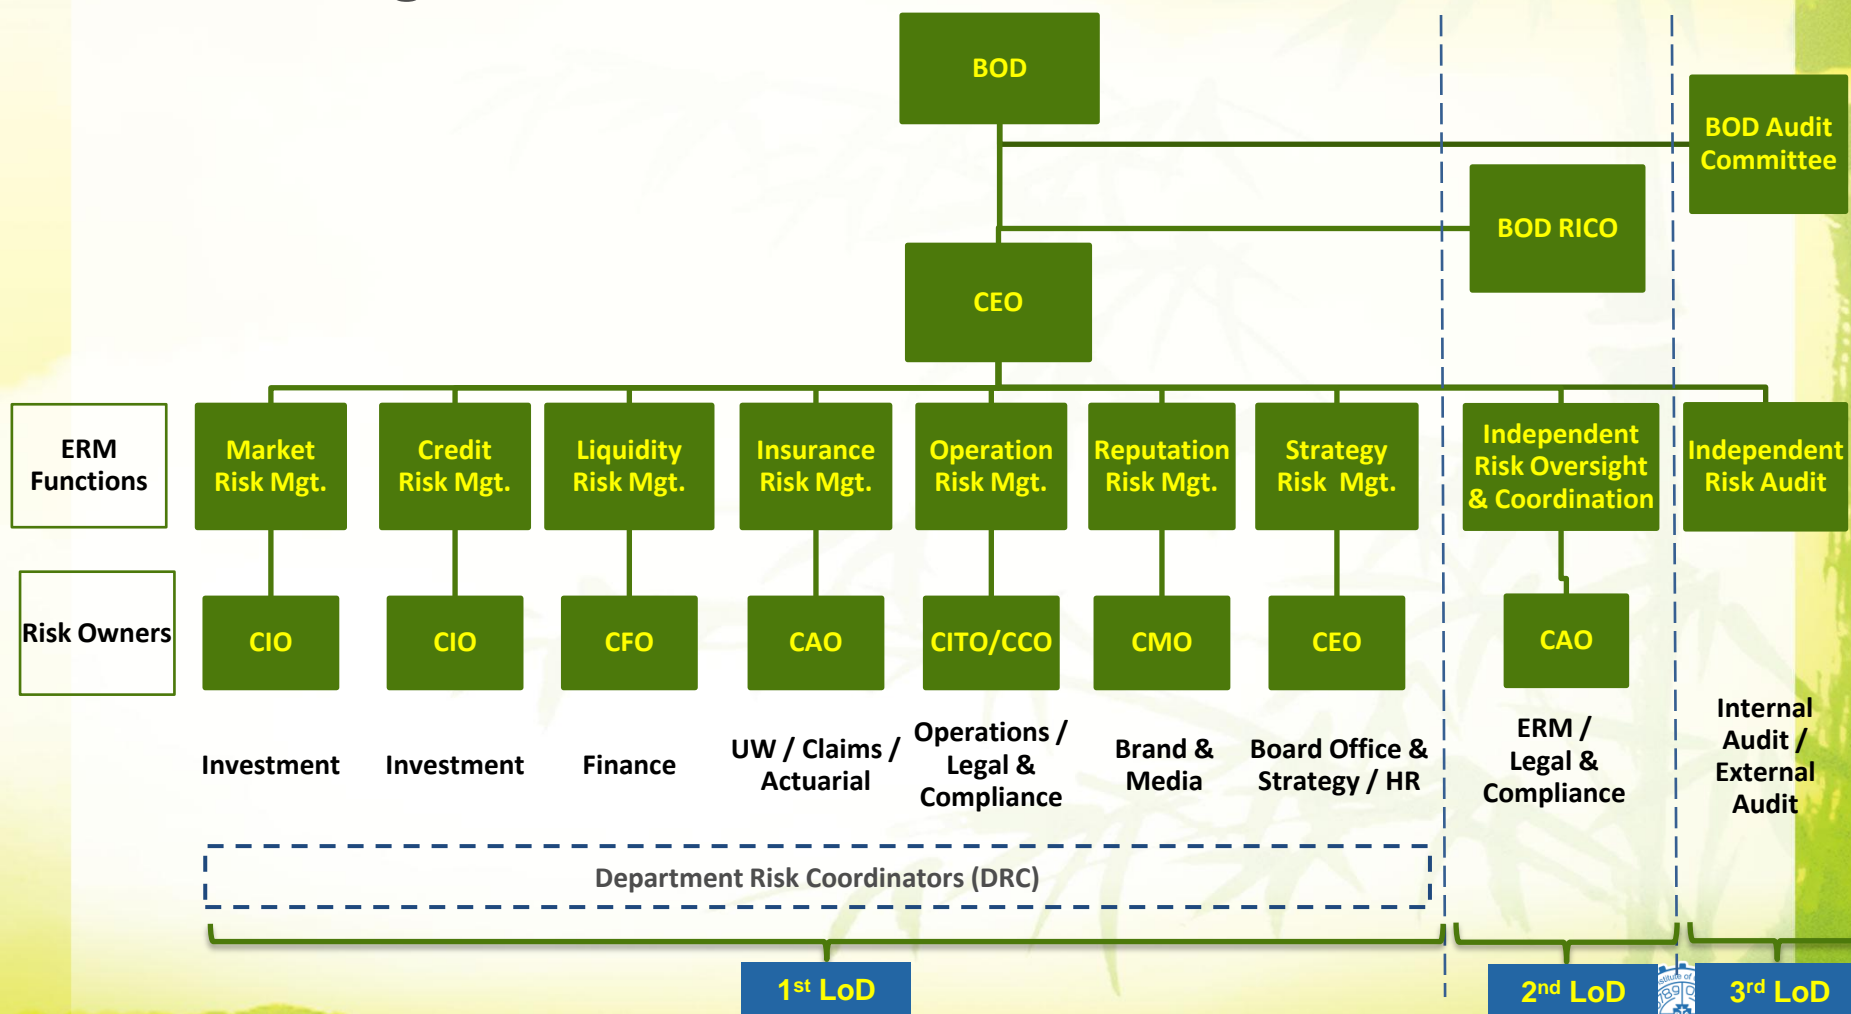 BOD
BOD Audit
Committee
BOD RICO
CEO
ERM
Functions
Market
Risk Mgt.
Credit
Risk Mgt.
Liquidity
Risk Mgt.
Insurance
Risk Mgt.
Operation
Risk Mgt.
Reputation
Risk Mgt.
Strategy
Risk Mgt.
Independent
Risk Oversight
& Coordination
Independent
Risk Audit
Risk Owners
CIO
CIO
CFO
CAO
CITO/CCO
CMO
CEO
CAO
Investment
Investment
Finance
UW / Claims /
Actuarial
Operations /
Legal &
Compliance
Brand &
Media
Board Office &
Strategy / HR
ERM /
Legal &
Compliance
Internal
Audit /
External
Audit
Department Risk Coordinators (DRC)
1st LoD
2nd LoD
3rd LoD